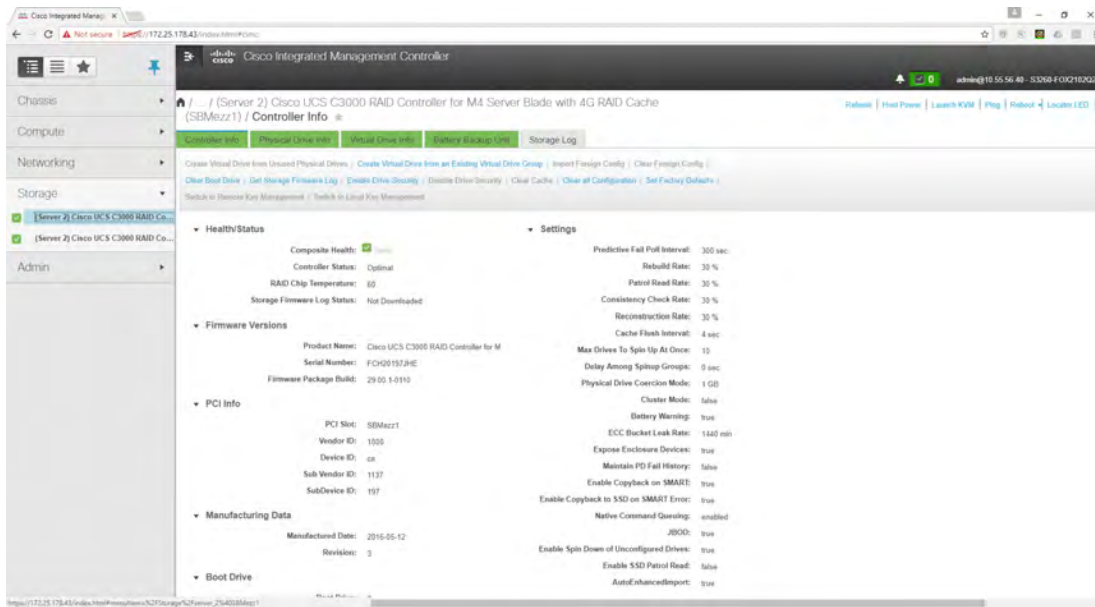 Cisco Integrated Manag
Not secure
https://172.25.178.43/index.html#cimc
Cisco Integrated Management Controller
0
admin@10.55.56.40 - S3260-FOX2102Q2
Chassis
Compute
Networking
Storage
(Server 2) Cisco UCS C3000 RAID Co...
(Server 2) Cisco UCS C3000 RAID Co...
Admin
/ ... / (Server 2) Cisco UCS C3000 RAID Controller for M4 Server Blade with 4G RAID Cache
(SBMezz1) / Controller Info
Refresh | Host Power | Launch KVM | Ping | Reboot | Locator LED
Controller Info Physical Drive Info Virtual Drive Info Battery Backup Unit Storage Log
Create Virtual Drive from Unused Physical Drives | Create Virtual Drive from an Existing Virtual Drive Group | Import Foreign Config | Clear Foreign Config |
Clear Boot Drive | Get Storage Firmware Log | Enable Drive Security | Disable Drive Security | Clear Cache | Clear all Configuration | Set Factory Defaults |
Switch to Remote Key Management | Switch to Local Key Management
Health/Status
Composite Health:
Controller Status: Optimal
RAID Chip Temperature: 60
Storage Firmware Log Status: Not Downloaded
Firmware Versions
Product Name: Cisco UCS C3000 RAID Controller for M
Serial Number: FCH20197JHE
Firmware Package Build: 29.00.1-0110
PCI Info
PCI Slot: SBMezz1
Vendor ID: 1000
Device ID: ce
Sub Vendor ID: 1137
SubDevice ID: 197
Manufacturing Data
Manufactured Date: 2016-05-12
Revision: 3
Boot Drive
Settings
Predictive Fail Poll Interval: 300 sec
Rebuild Rate: 30 %
Patrol Read Rate: 30 %
Consistency Check Rate: 30 %
Reconstruction Rate: 30 %
Cache Flush Interval: 4 sec
Max Drives To Spin Up At Once: 10
Delay Among Spinup Groups: 0 sec
Physical Drive Coercion Mode: 1 GB
Cluster Mode: false
Battery Warning: true
ECC Bucket Leak Rate: 1440 min
Expose Enclosure Devices: true
Maintain PD Fail History: false
Enable Copyback on SMART: true
Enable Copyback to SSD on SMART Error: true
Native Command Queuing: enabled
JBOD: true
Enable Spin Down of Unconfigured Drives: true
Enable SSD Patrol Read: false
AutoEnhancedImport: true